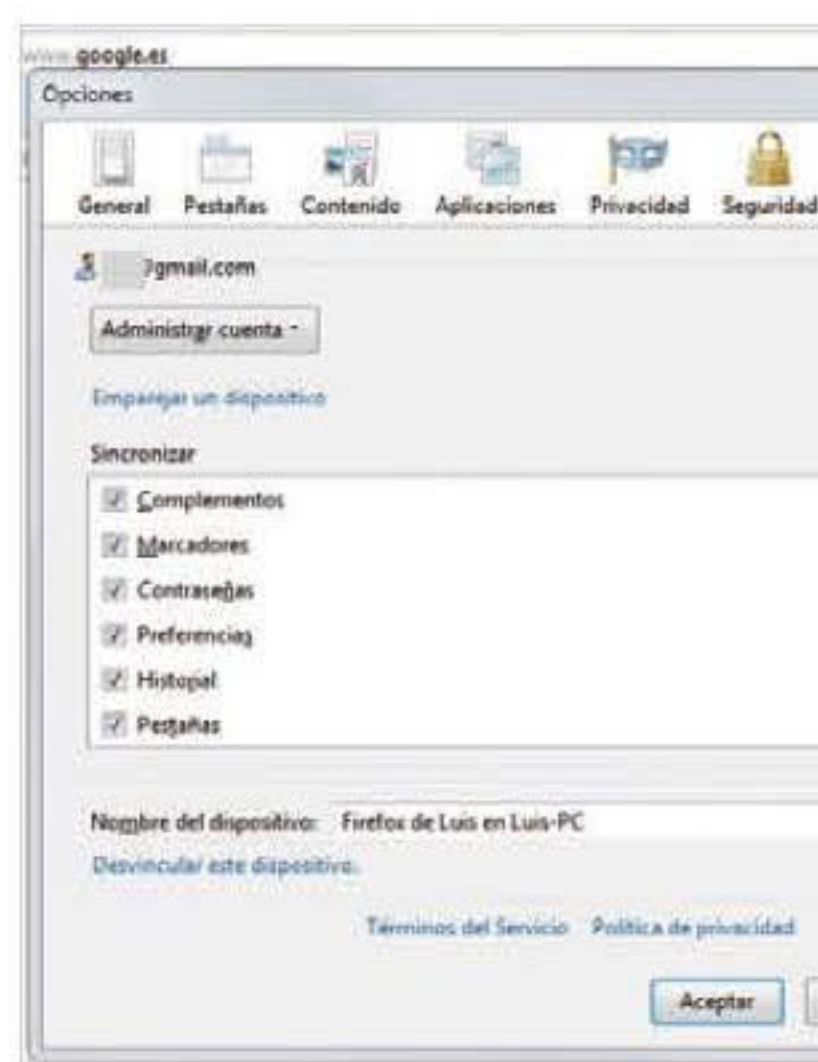 www.google.es
Opciones
General Pestañas Contenido Aplicaciones Privacidad Seguridad
@gmail.com
Administrar cuenta
Emparejar un dispositivo
Sincronizar
Complementos
Marcadores
Contraseñas
Preferencias
Historial
Pestañas
Nombre del dispositivo: Firefox de Luis en Luis-PC
Desvincular este dispositivo.
Términos del Servicio Política de privacidad
Aceptar